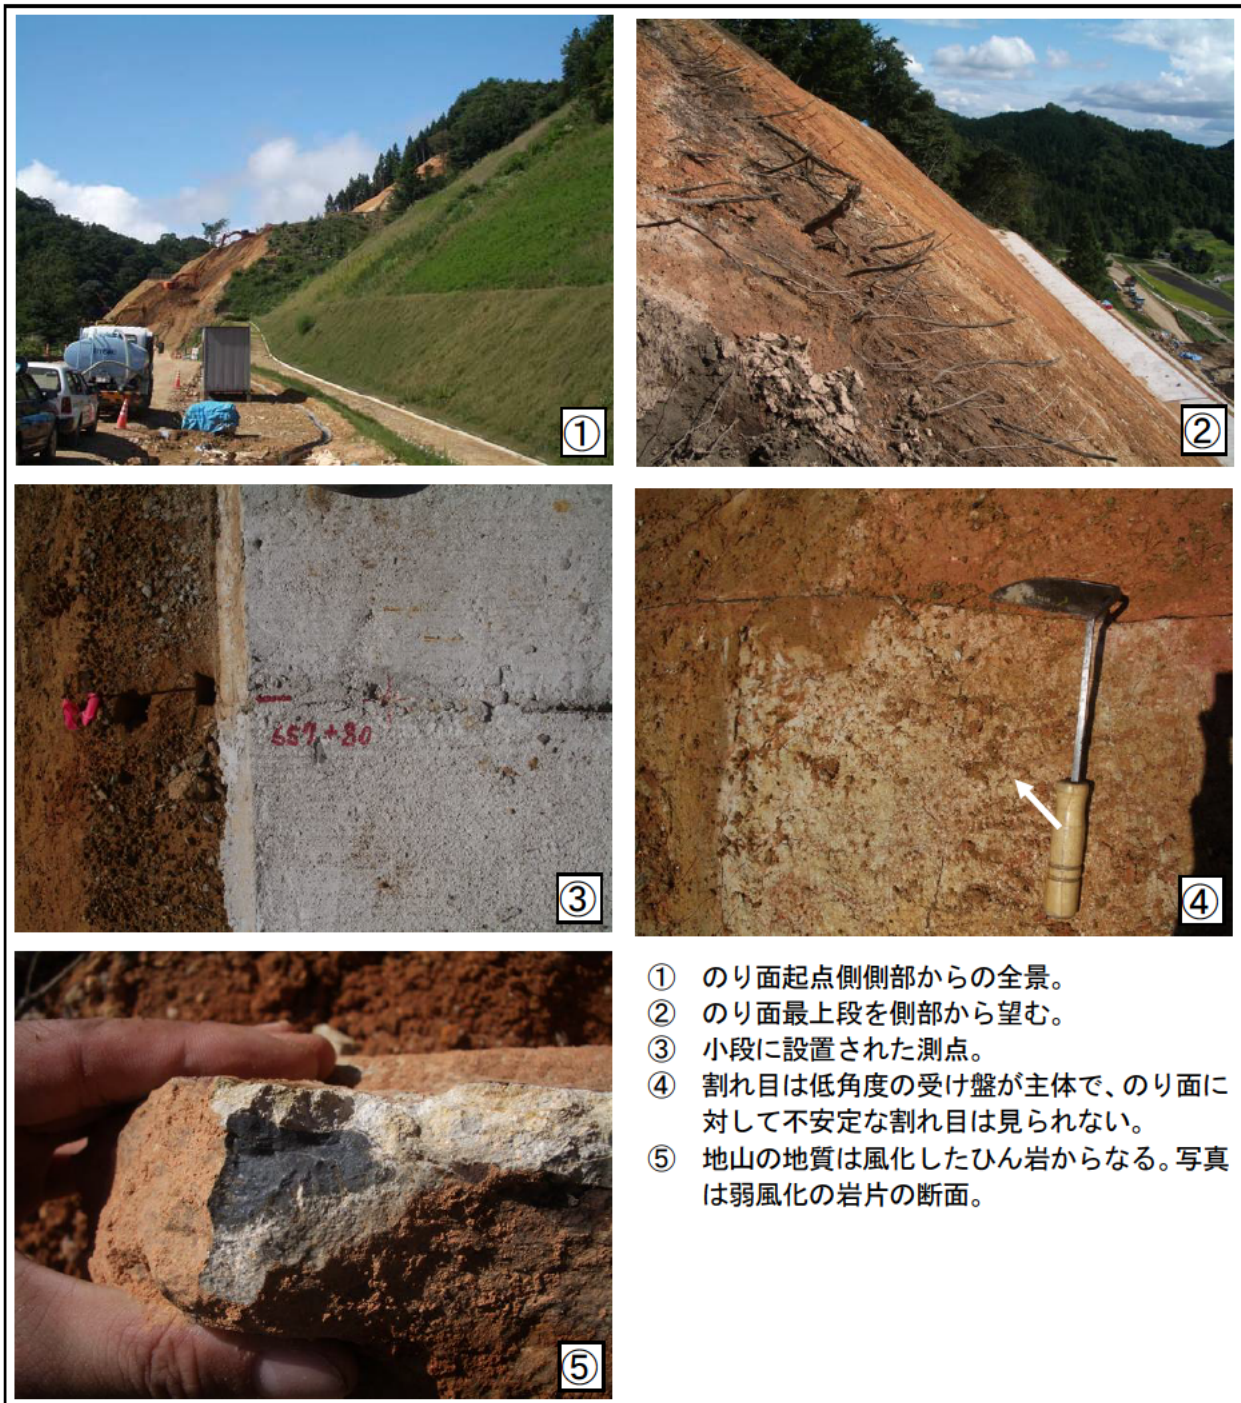 ①
②
③
657+80
④
⑤
① のり面起点側側部からの全景。
② のり面最上段を側部から望む。
③ 小段に設置された測点。
④ 割れ目は低角度の受け盤が主体で、のり面に
対して不安定な割れ目は見られない。
⑤ 地山の地質は風化したひん岩からなる。写真
は弱風化の岩片の断面。